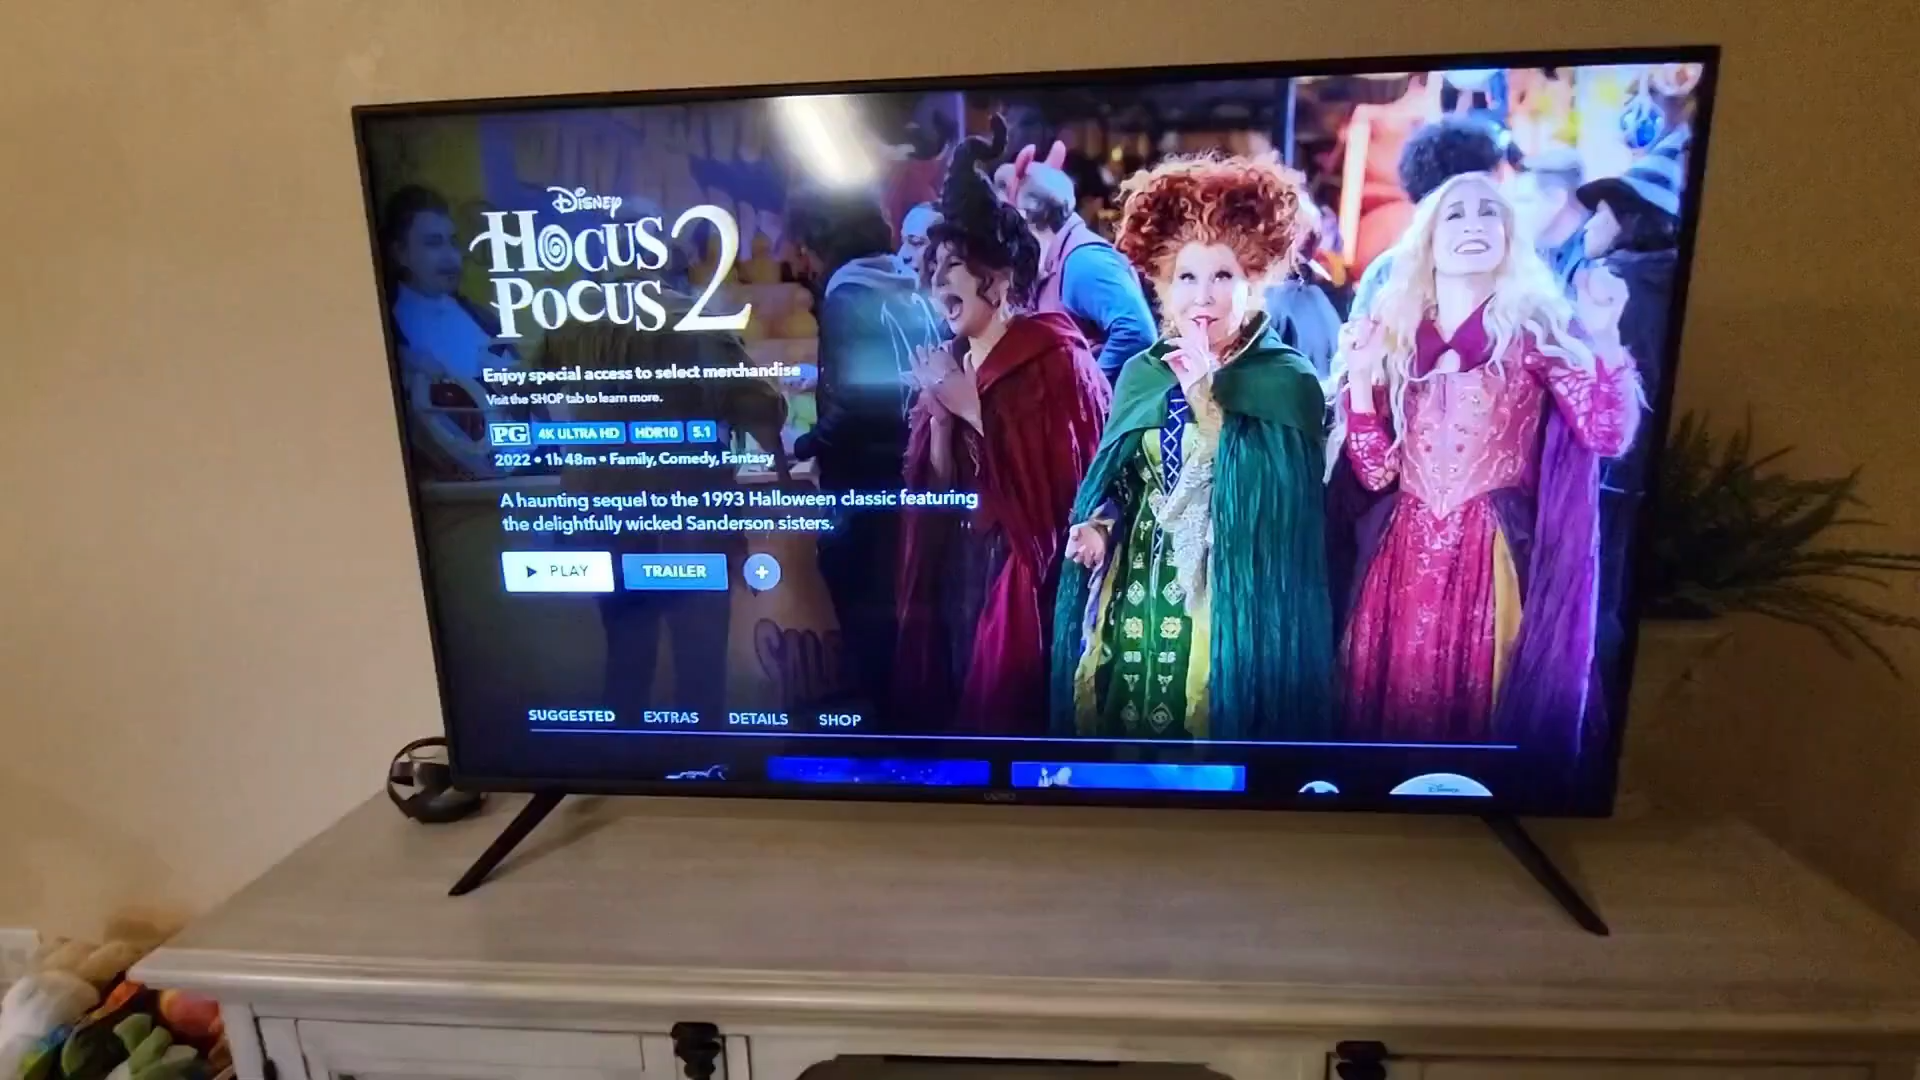 DISNEY
HOCUS
POCUS 2
Enjoy special access to select merchandise
Visit the SHOP tab to learn more.
PG 4K ULTRA HD HDR10 5.1
2022 • 1h 48m • Family, Comedy, Fantasy
A haunting sequel to the 1993 Halloween classic featuring
the delightfully wicked Sanderson sisters.
PLAY TRAILER +
SUGGESTED EXTRAS DETAILS SHOP
DISNEY
VIZIO